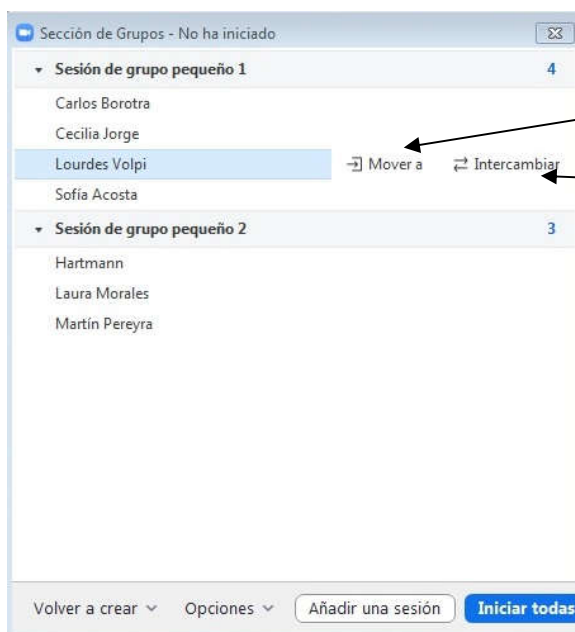 Sección de Grupos - No ha iniciado
Sesión de grupo pequeño 1 4
Carlos Borotra
Cecilia Jorge
Lourdes Volpi Mover a Intercambiar
Sofía Acosta
Sesión de grupo pequeño 2 3
Hartmann
Laura Morales
Martín Pereyra
Volver a crear Opciones Añadir una sesión Iniciar todas